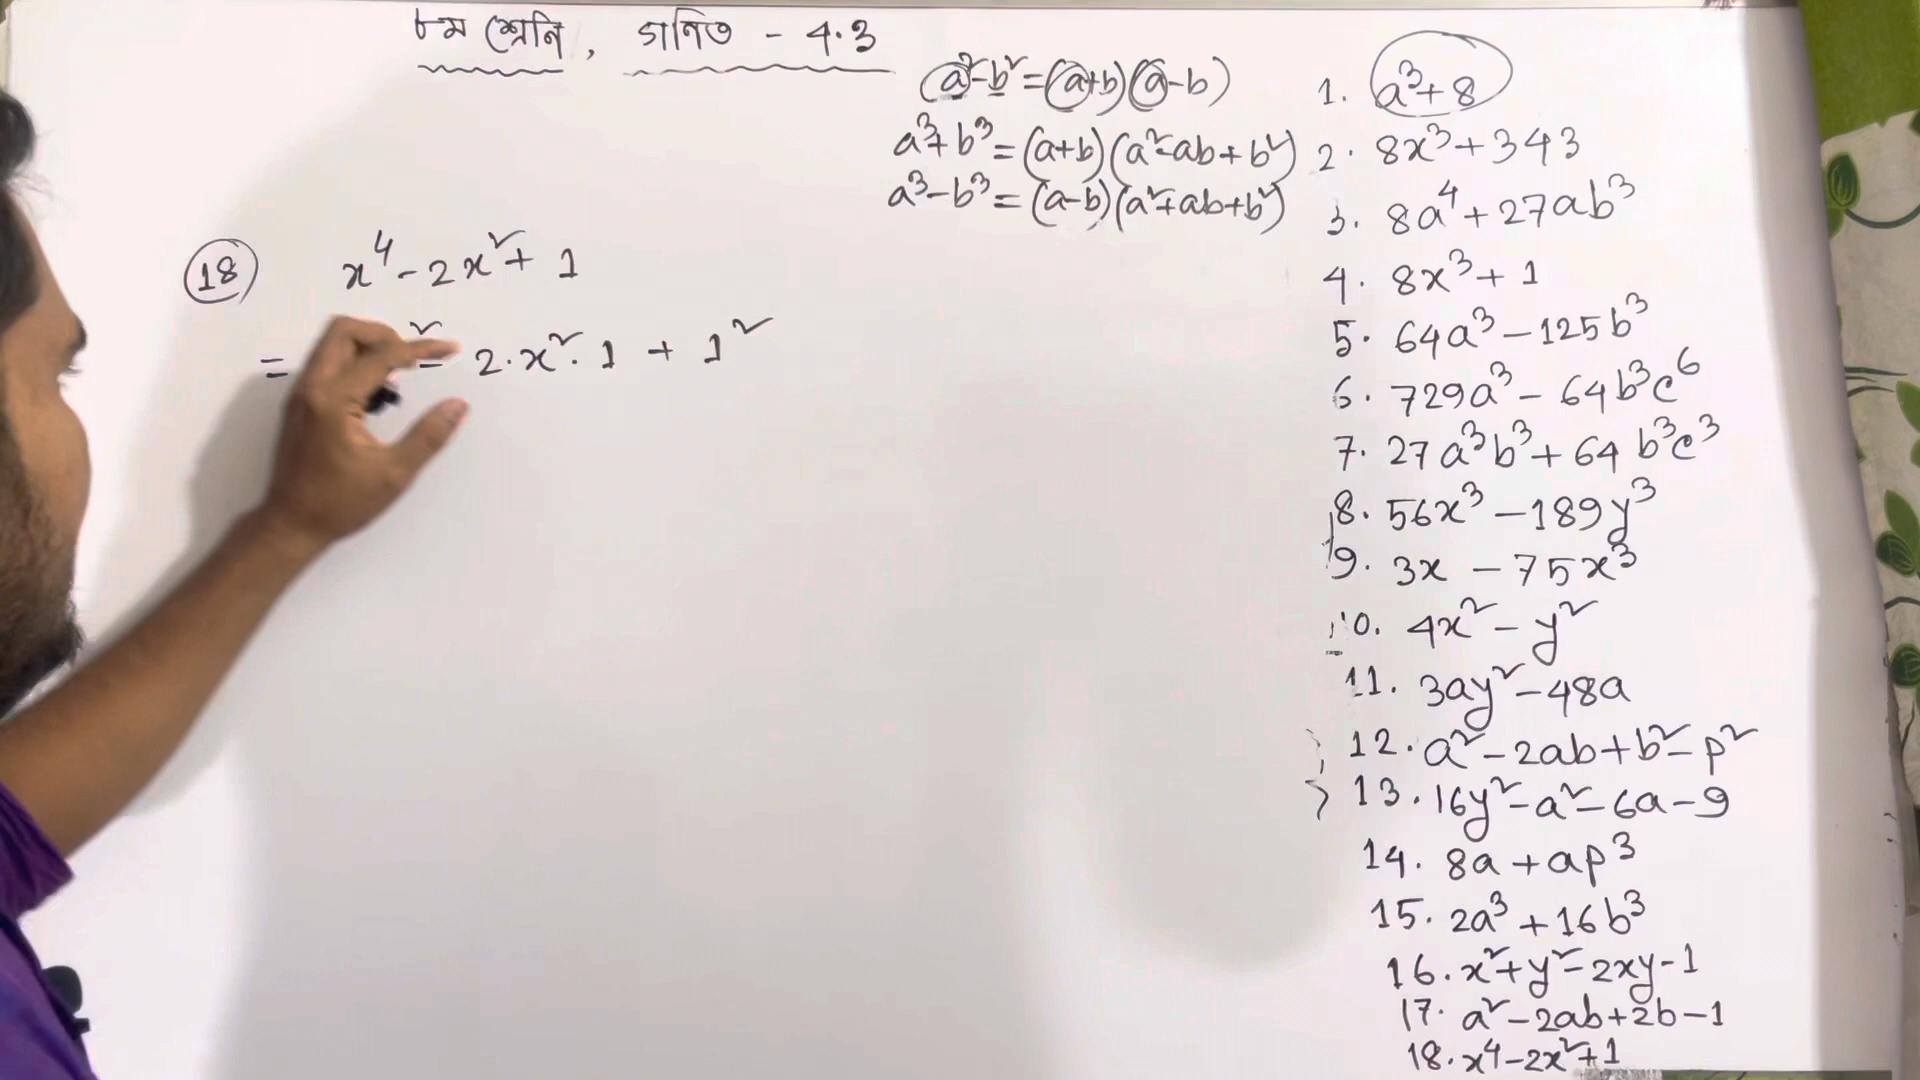 ৮ম শ্রেনি, গনিত - 4.3
a²-b²=(a+b)(a-b)
a³+b³=(a+b)(a²-ab+b²)
a³-b³=(a-b)(a²+ab+b²)
18 x⁴-2x²+1
= ² - 2.x².1 + 1²
1. a³+8
2. 8x³+343
3. 8a⁴+27ab³
4. 8x³+1
5. 64a³-125b³
6. 729a³-64b³c⁶
7. 27a³b³+64b³c³
8. 56x³-189y³
9. 3x-75x³
10. 4x²-y²
11. 3ay²-48a
12. a²-2ab+b²-p²
13. 16y²-a²-6a-9
14. 8a+ap³
15. 2a³+16b³
16. x²+y²-2xy-1
17. a²-2ab+2b-1
18. x⁴-2x²+1